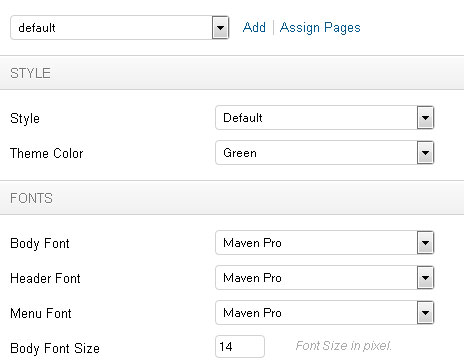 default Add Assign Pages
STYLE
Style Default
Theme Color Green
FONTS
Body Font Maven Pro
Header Font Maven Pro
Menu Font Maven Pro
Body Font Size 14 Font Size in pixel.